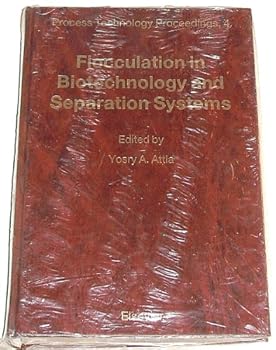 Process Technology Proceedings, 4
Flocculation in
Biotechnology and
Separation Systems
Edited by
Yosry A. Attia
Elsevier